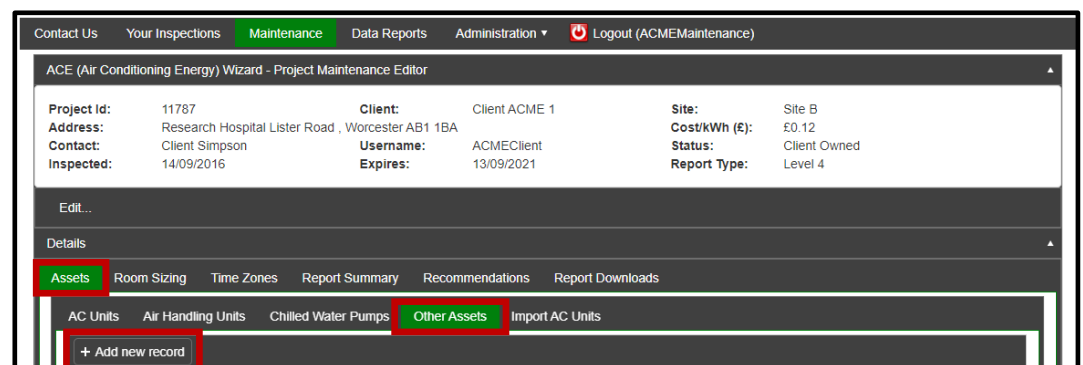 Contact Us Your Inspections Maintenance Data Reports Administration ▾ Logout (ACMEMaintenance)
ACE (Air Conditioning Energy) Wizard - Project Maintenance Editor
Project Id: 11787 Client: Client ACME 1 Site: Site B
Address: Research Hospital Lister Road , Worcester AB1 1BA Cost/kWh (£): £0.12
Contact: Client Simpson Username: ACMEClient Status: Client Owned
Inspected: 14/09/2016 Expires: 13/09/2021 Report Type: Level 4
Edit...
Details
Assets Room Sizing Time Zones Report Summary Recommendations Report Downloads
AC Units Air Handling Units Chilled Water Pumps Other Assets Import AC Units
+ Add new record